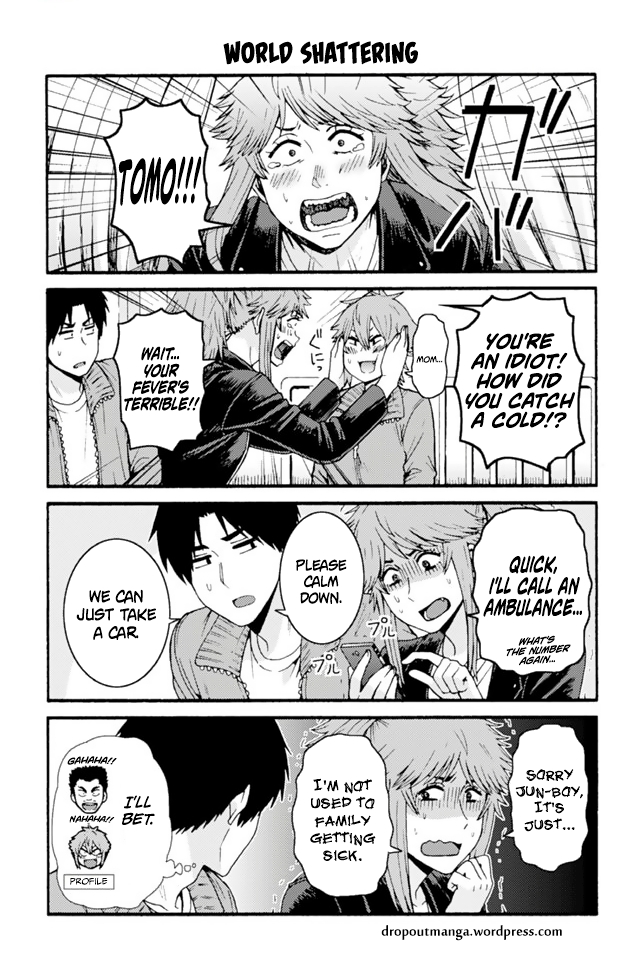 WORLD SHATTERING
ガ
バ
TOMO!!!
YOU'RE
AN IDIOT!
HOW DID
YOU CATCH
A COLD!?
MOM...
WAIT...
YOUR
FEVER'S
TERRIBLE!!
QUICK,
I'LL CALL AN
AMBULANCE...
WHAT'S
THE NUMBER
AGAIN...
プル
プル
PLEASE
CALM
DOWN.
WE CAN
JUST TAKE
A CAR.
SORRY
JUN-BOY,
IT'S
JUST...
I'M NOT
USED TO
FAMILY
GETTING
SICK.
I'LL
BET.
GAHAHA!!
NAHAHA!!
PROFILE
dropoutmanga.wordpress.com